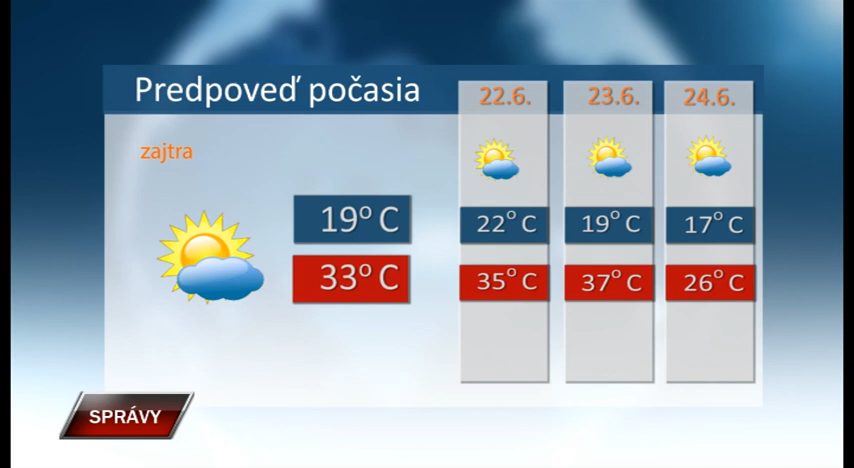 Predpoveď počasia
zajtra
19° C
33° C
22.6.
22° C
35° C
23.6.
19° C
37° C
24.6.
17° C
26° C
SPRÁVY